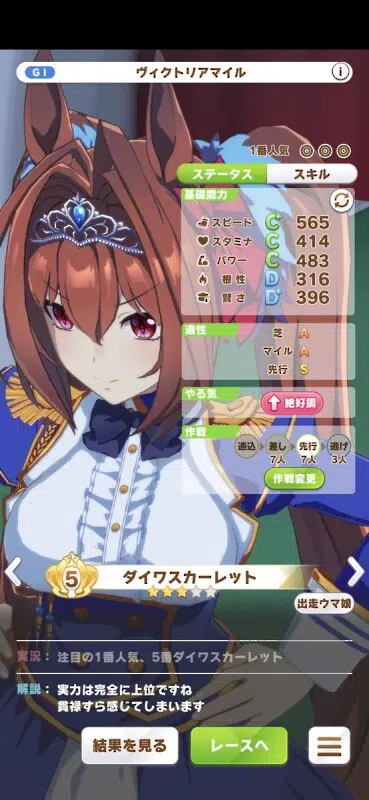 GⅠ ヴィクトリアマイル
1番人気 ◎ ◎ ◎
ステータス スキル
基礎能力
スピード C+ 565
スタミナ C 414
パワー C 483
根性 D 316
賢さ D+ 396
適性
芝 A
マイル A
先行 S
やる気 絶好調
作戦
追込 差し 先行 逃げ
7人 7人 3人
作戦変更
5 ダイワスカーレット
出走ウマ娘
実況： 注目の1番人気、5番ダイワスカーレット
解説： 実力は完全に上位ですね
貫禄すら感じてしまいます
結果を見る レースへ